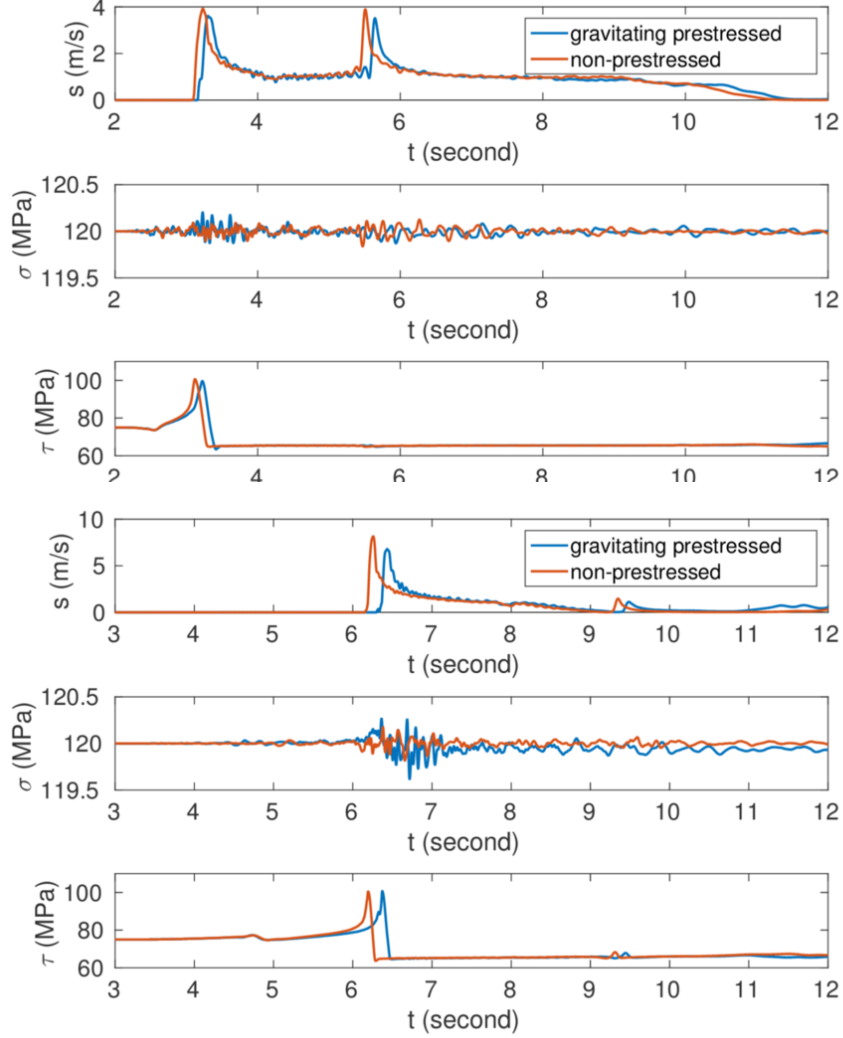 4
2
0
s (m/s)
gravitating prestressed
non-prestressed
2 4 6 8 10 12
t (second)
120.5
120
119.5
σ (MPa)
2 4 6 8 10 12
t (second)
100
80
60
τ (MPa)
2 4 6 8 10 12
10
5
0
s (m/s)
gravitating prestressed
non-prestressed
3 4 5 6 7 8 9 10 11 12
t (second)
120.5
120
119.5
σ (MPa)
3 4 5 6 7 8 9 10 11 12
t (second)
100
80
60
τ (MPa)
3 4 5 6 7 8 9 10 11 12
t (second)